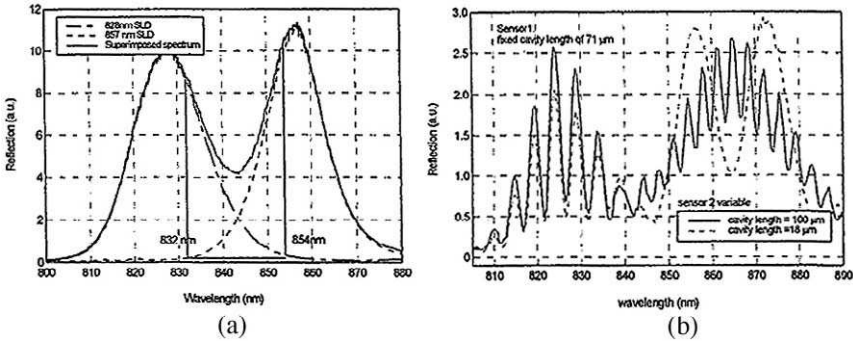 (a)
12
10
8
6
4
2
0
Reflection (a.u.)
828nm SLD
857 nm SLD
Superimposed spectrum
832 nm
854nm
800 810 820 830 840 850 860 870 880
Wavelength (nm)
(a)
(b)
3.0
2.5
2.0
1.5
1.0
0.5
0
Reflection (a.u.)
Sensor1
fixed cavity length of 71 µm
sensor 2 variable
cavity length = 100 µm
cavity length =18 µm
810 820 830 840 850 860 870 880 890
wavelength (nm)
(b)